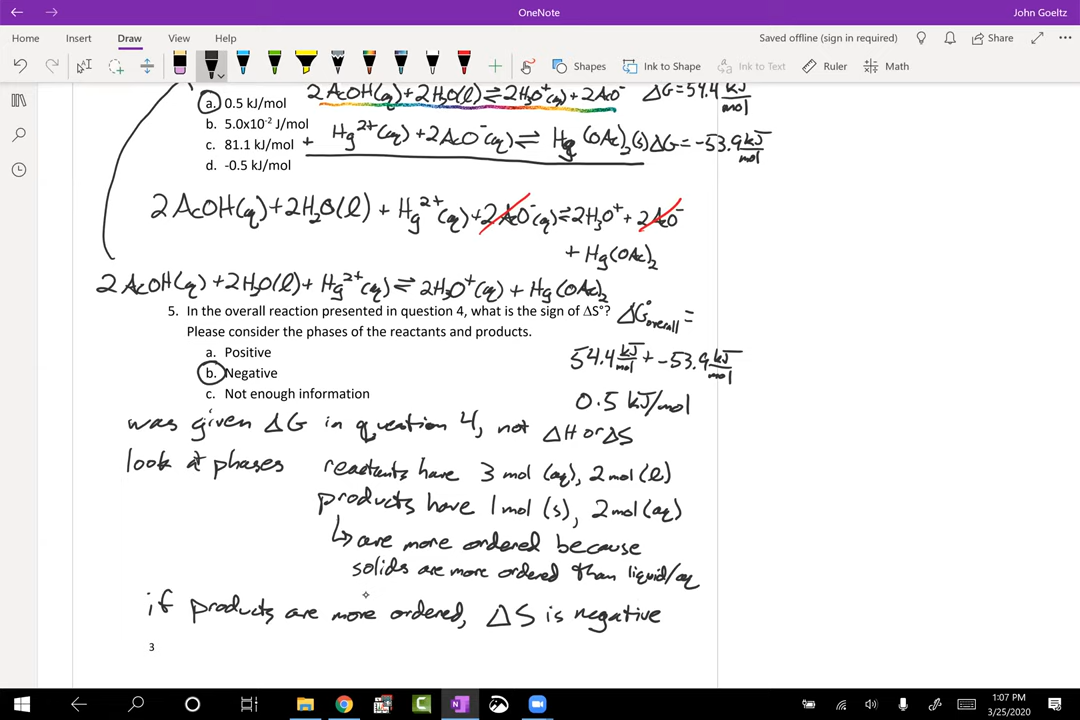 OneNote
John Goeltz
Home Insert Draw View Help
Saved offline (sign in required)
Share
Shapes
Ink to Shape
Ink to Text
Ruler
Math
2AcOH(aq)+2H₂O(l)⇌2H₃O⁺(aq)+2AcO⁻ ΔG=54.4 kJ/mol
a. 0.5 kJ/mol
b. 5.0x10⁻² J/mol
c. 81.1 kJ/mol
d. -0.5 kJ/mol
+ Hg²⁺(aq)+2AcO⁻(aq)⇌ Hg(OAc)₂(s) ΔG=-53.9 kJ/mol
2AcOH(aq)+2H₂O(l)+Hg²⁺(aq)+2AcO⁻(aq)⇌2H₃O⁺+2AcO⁻
+Hg(OAc)₂
2AcOH(aq)+2H₂O(l)+Hg²⁺(aq)⇌2H₃O⁺(aq)+Hg(OAc)₂
5. In the overall reaction presented in question 4, what is the sign of ΔS°?
Please consider the phases of the reactants and products.
a. Positive
b. Negative
c. Not enough information
ΔG°overall =
54.4 kJ/mol + -53.9 kJ/mol
0.5 kJ/mol
was given ΔG in question 4, not ΔH or ΔS
look at phases reactants have 3 mol (aq), 2 mol (l)
products have 1 mol (s), 2 mol (aq)
↳ are more ordered because
solids are more ordered than liquid/aq
if products are more ordered, ΔS is negative
3
1:07 PM
3/25/2020